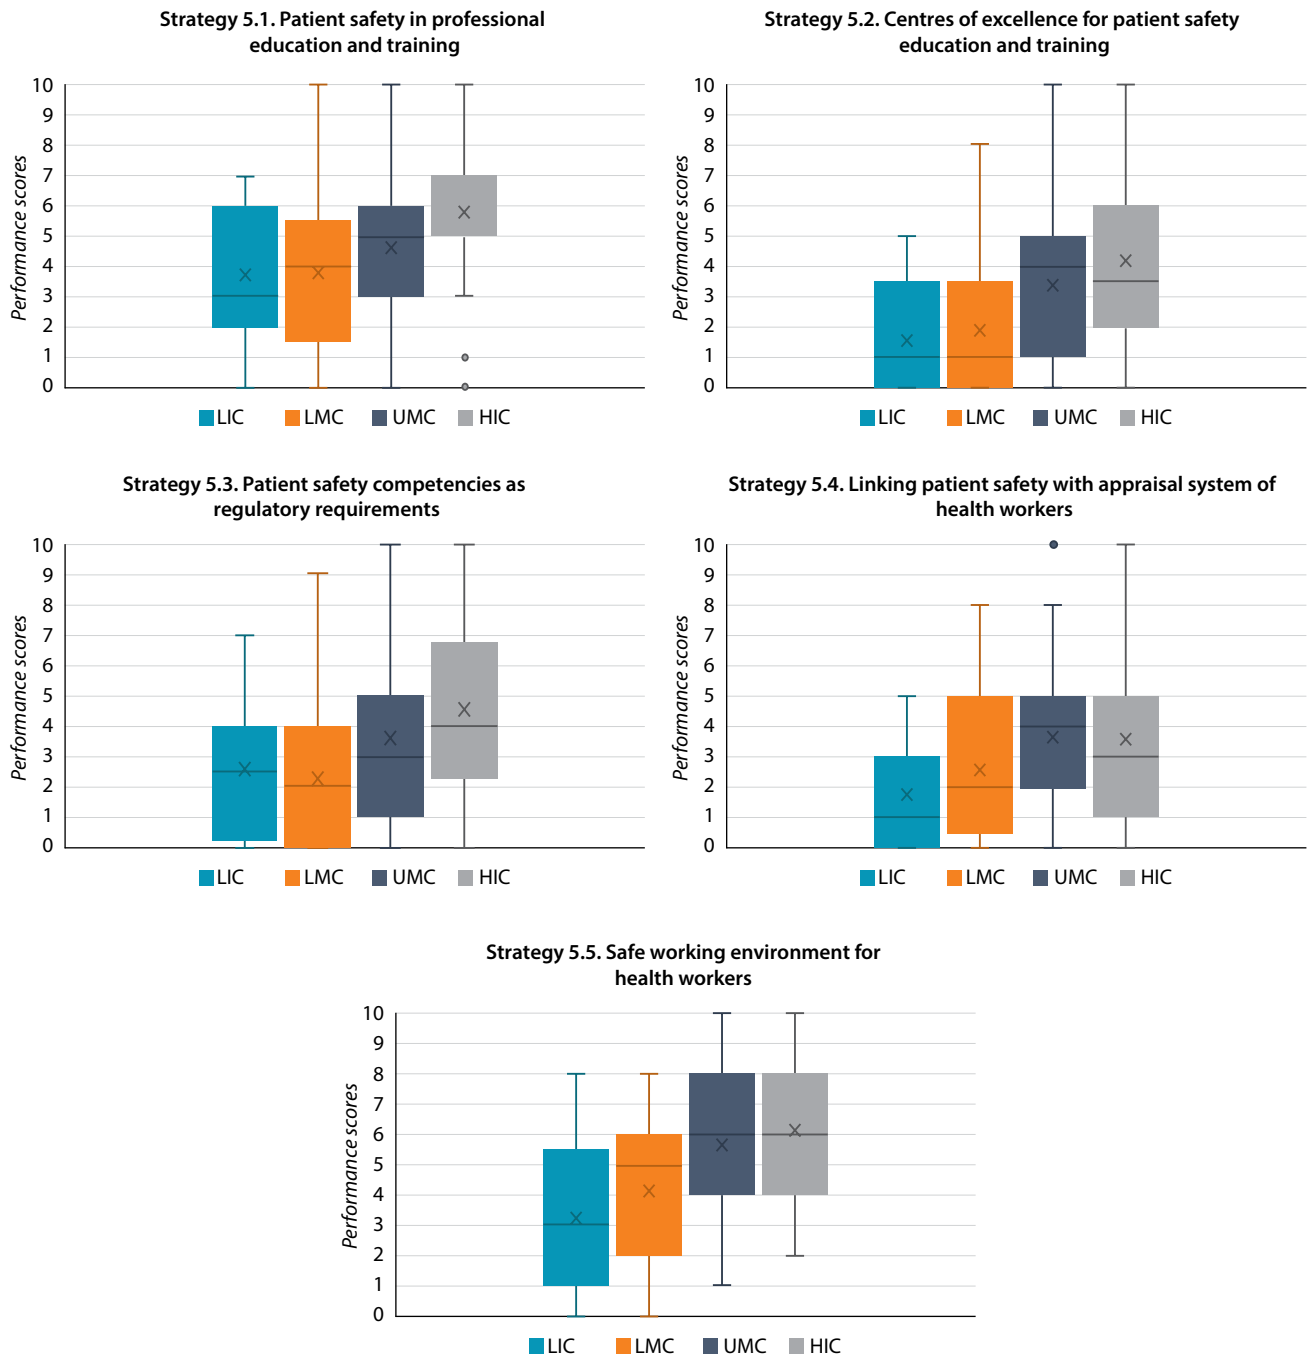 Strategy 5.1. Patient safety in professional
education and training
Performance scores
10
9
8
7
6
5
4
3
2
1
0
LIC LMC UMC HIC
Strategy 5.2. Centres of excellence for patient safety
education and training
Performance scores
10
9
8
7
6
5
4
3
2
1
0
LIC LMC UMC HIC
Strategy 5.3. Patient safety competencies as
regulatory requirements
Performance scores
10
9
8
7
6
5
4
3
2
1
0
LIC LMC UMC HIC
Strategy 5.4. Linking patient safety with appraisal system of
health workers
Performance scores
10
9
8
7
6
5
4
3
2
1
0
LIC LMC UMC HIC
Strategy 5.5. Safe working environment for
health workers
Performance scores
10
9
8
7
6
5
4
3
2
1
0
LIC LMC UMC HIC